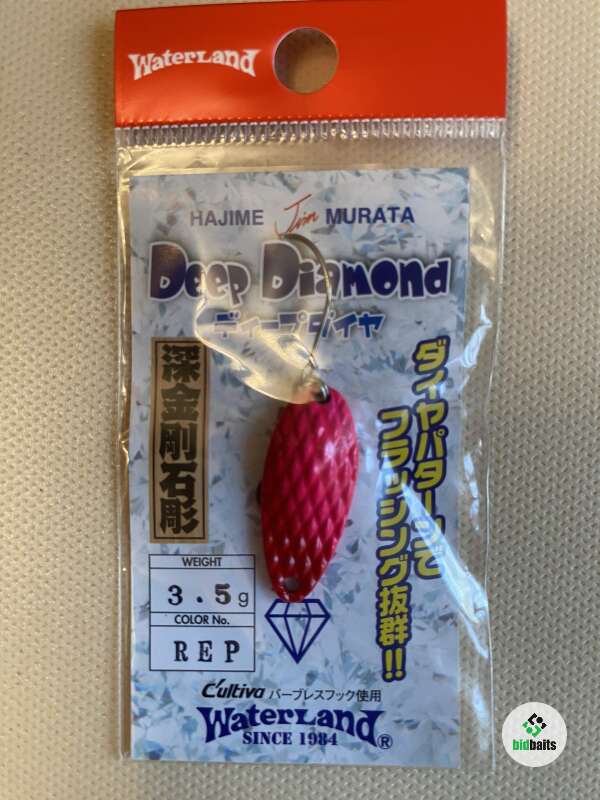 WaterLand
HAJIME Jim MURATA
Deep Diamond
ディープダイヤ
深金剛石彫
ダイヤパターンで
フラッシング抜群!!
WEIGHT
3.5g
COLOR No.
REP
C'ultiva バーブレスフック使用
WaterLand®
SINCE 1984
bidbaits